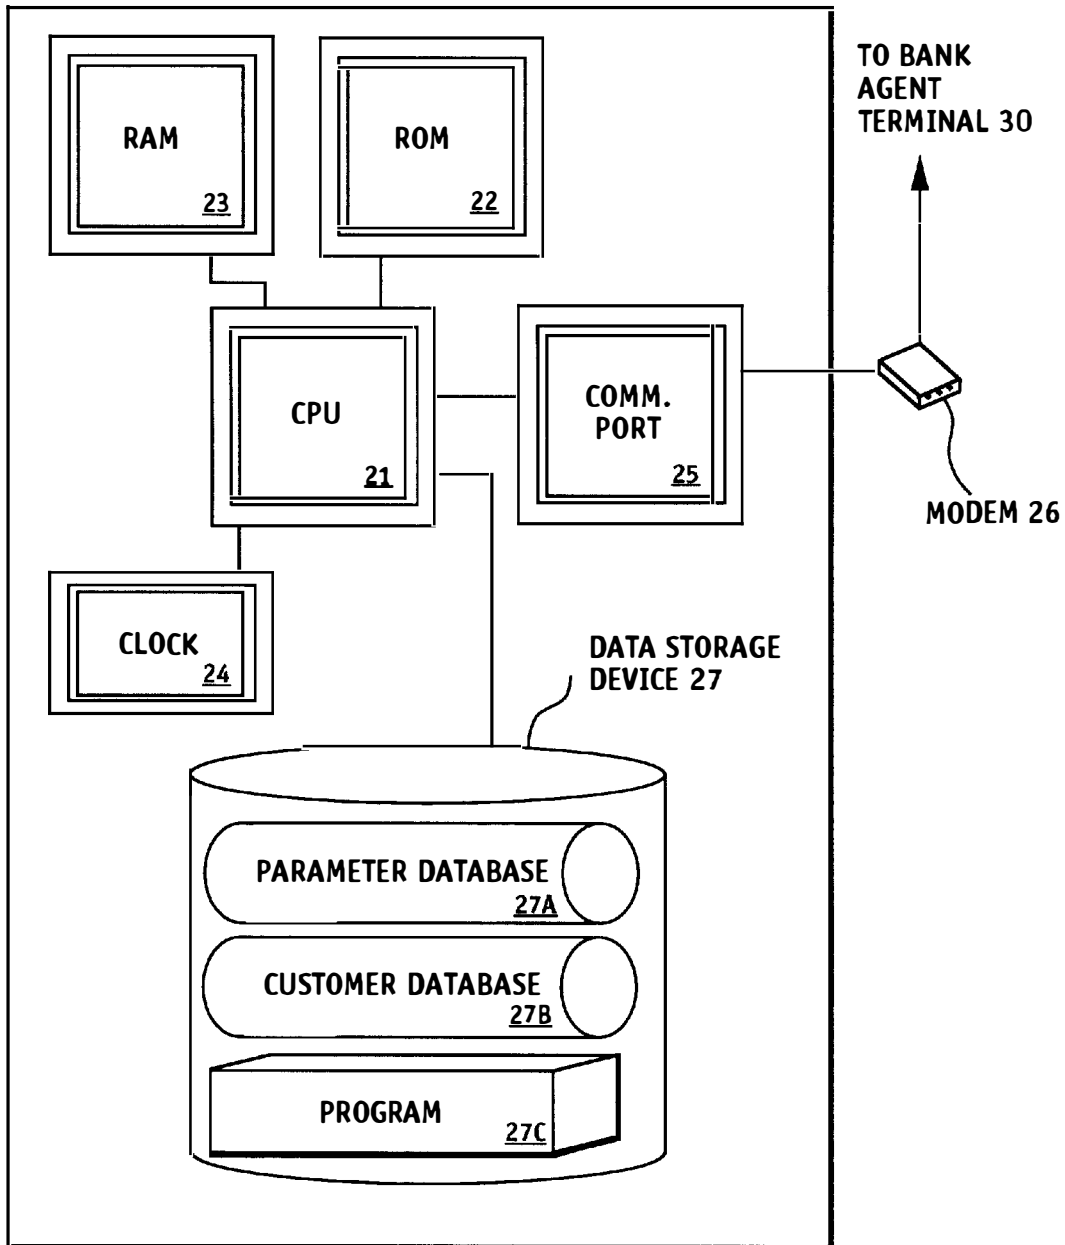 RAM
23
ROM
22
TO BANK
AGENT
TERMINAL 30
CPU
21
COMM.
PORT
25
MODEM 26
CLOCK
24
DATA STORAGE
DEVICE 27
PARAMETER DATABASE
27A
CUSTOMER DATABASE
27B
PROGRAM
27C